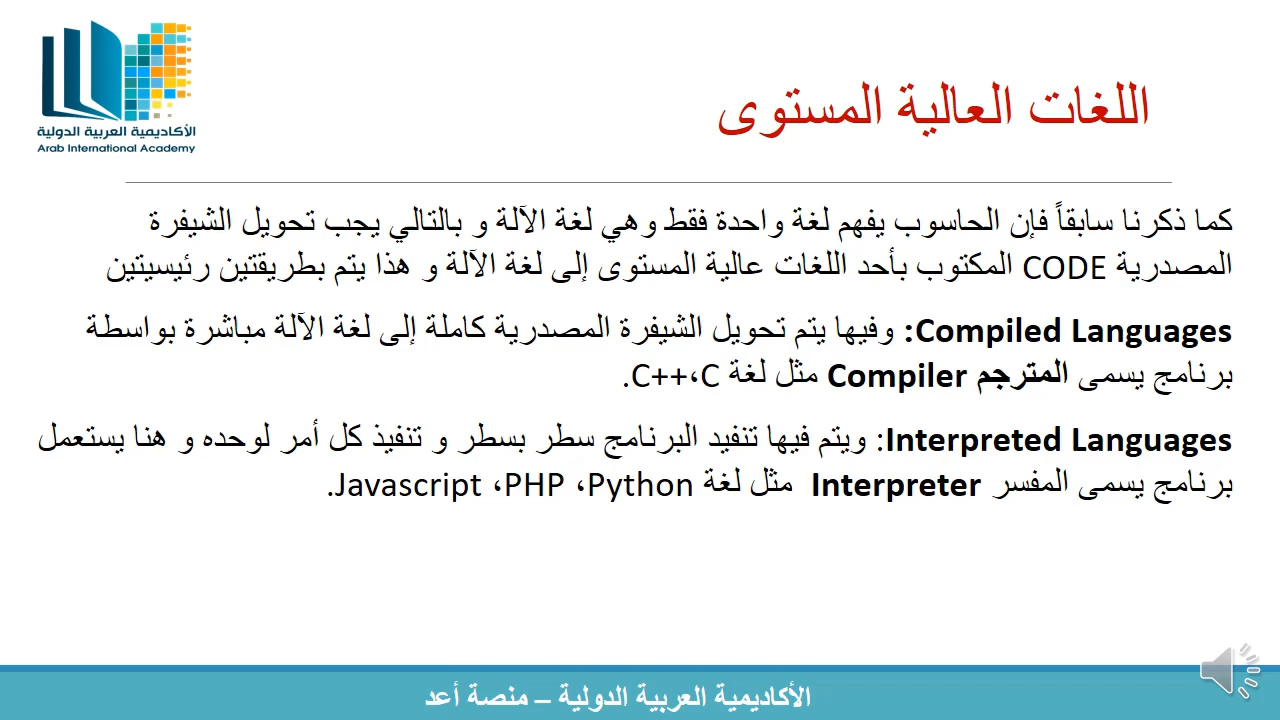 الأكاديمية العربية الدولية
Arab International Academy
اللغات العالية المستوى
كما ذكرنا سابقاً فإن الحاسوب يفهم لغة واحدة فقط وهي لغة الآلة و بالتالي يجب تحويل الشيفرة
المصدرية CODE المكتوب بأحد اللغات عالية المستوى إلى لغة الآلة و هذا يتم بطريقتين رئيسيتين
Compiled Languages: وفيها يتم تحويل الشيفرة المصدرية كاملة إلى لغة الآلة مباشرة بواسطة
برنامج يسمى المترجم Compiler مثل لغة C،C++.
Interpreted Languages: ويتم فيها تنفيد البرنامج سطر بسطر و تنفيذ كل أمر لوحده و هنا يستعمل
برنامج يسمى المفسر Interpreter مثل لغة Python، PHP، Javascript.
الأكاديمية العربية الدولية – منصة أعد